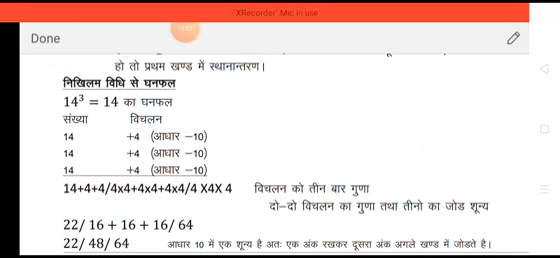 "XRecorder" Mic in use
Done
हो तो प्रथम खण्ड में स्थानान्तरण।
निखिलम विधि से घनफल
14³ = 14 का घनफल
संख्या विचलन
14 +4 (आधार –10)
14 +4 (आधार –10)
14 +4 (आधार –10)
14+4+4/4x4+4x4+4x4/4 X4X 4 विचलन को तीन बार गुणा
दो–दो विचलन का गुणा तथा तीनो का जोड शून्य
22/ 16 + 16 + 16/ 64
22/ 48/ 64 आधार 10 में एक शून्य है अतः एक अंक रखकर दूसरा अंक अगले खण्ड में जोडते है।